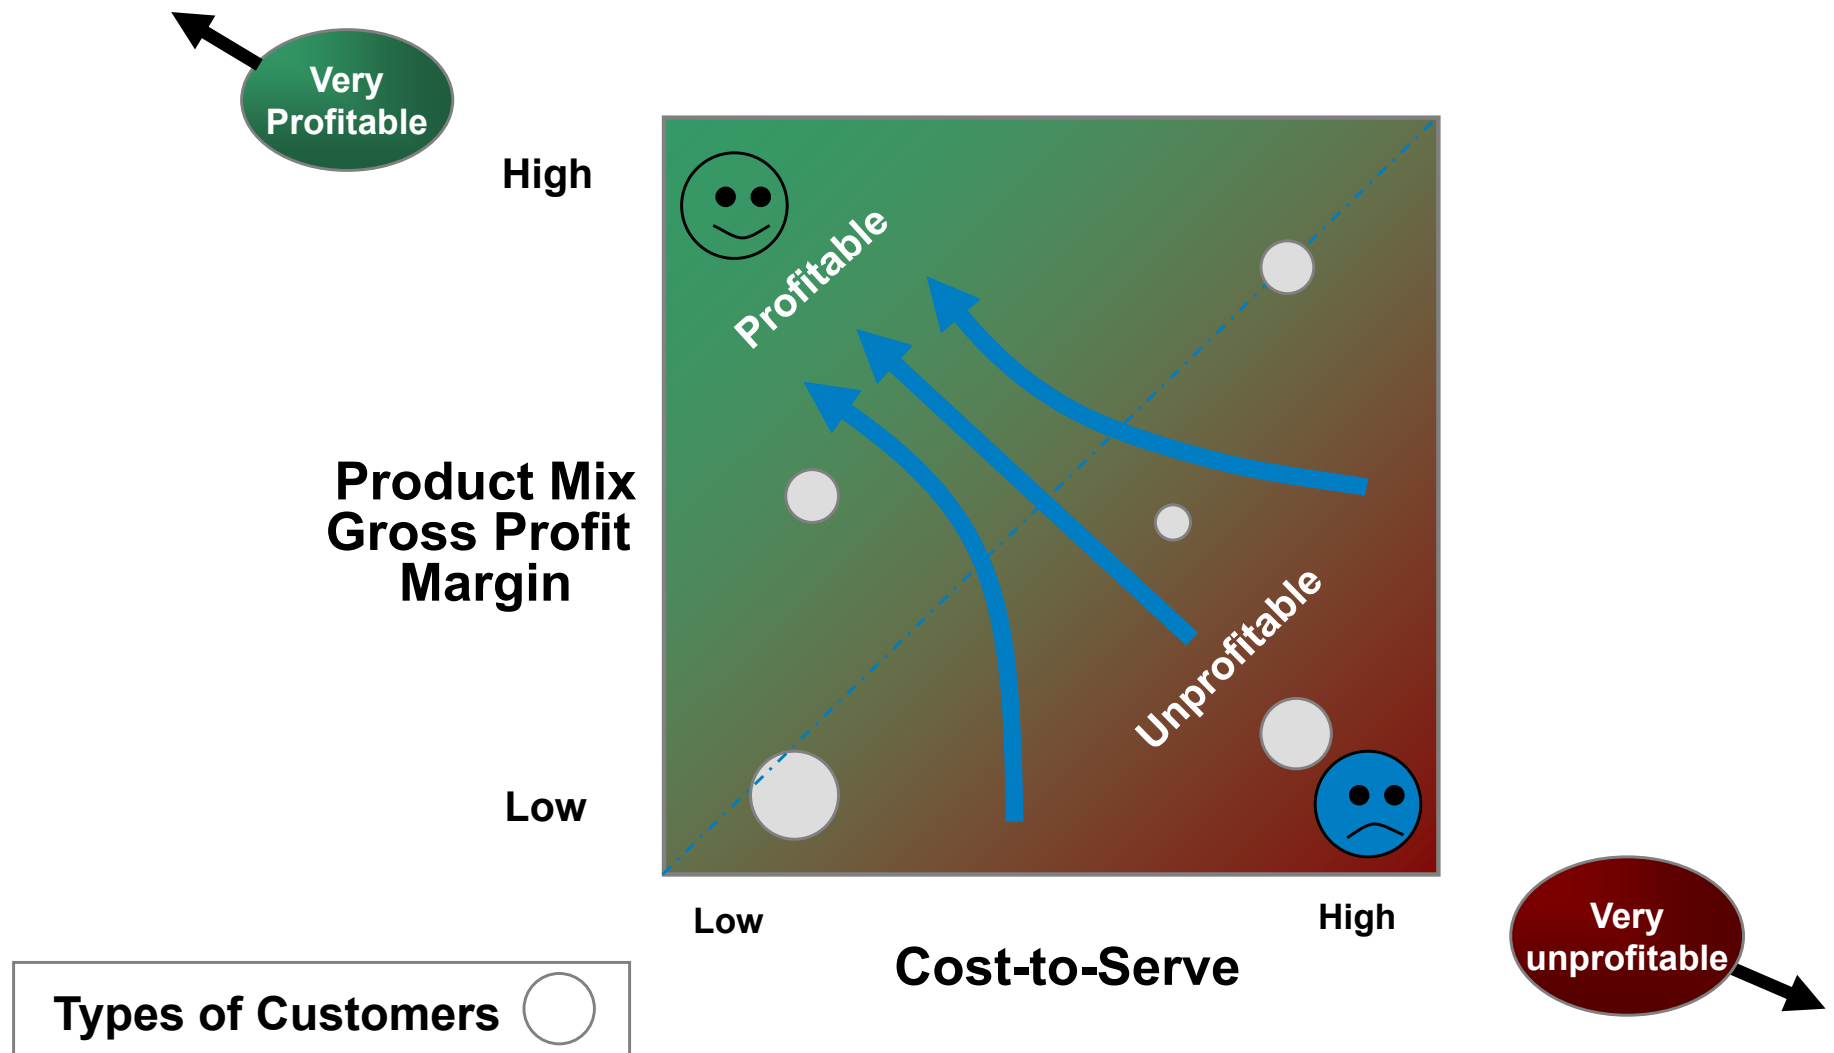 Very
Profitable
High
Profitable
Product Mix
Gross Profit
Margin
Unprofitable
Low
Low
High
Cost-to-Serve
Very
unprofitable
Types of Customers